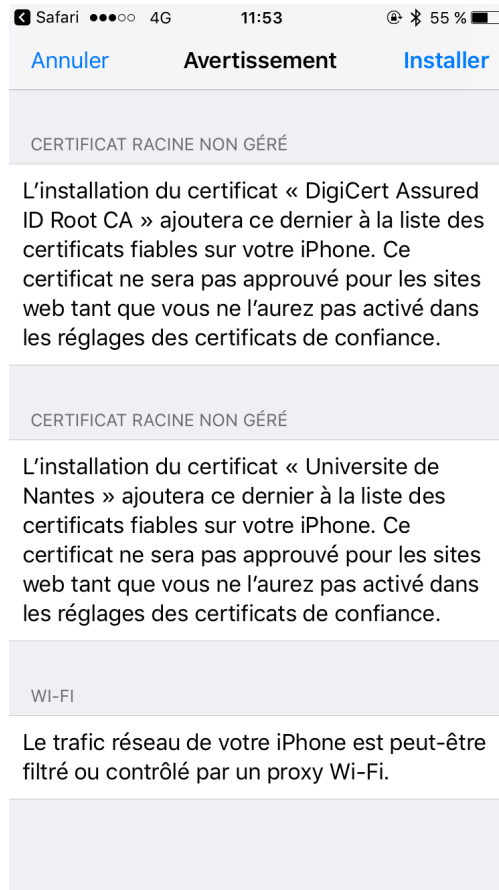 Safari 4G 11:53 55 %
Annuler Avertissement Installer
CERTIFICAT RACINE NON GÉRÉ
L’installation du certificat « DigiCert Assured
ID Root CA » ajoutera ce dernier à la liste des
certificats fiables sur votre iPhone. Ce
certificat ne sera pas approuvé pour les sites
web tant que vous ne l’aurez pas activé dans
les réglages des certificats de confiance.
CERTIFICAT RACINE NON GÉRÉ
L’installation du certificat « Universite de
Nantes » ajoutera ce dernier à la liste des
certificats fiables sur votre iPhone. Ce
certificat ne sera pas approuvé pour les sites
web tant que vous ne l’aurez pas activé dans
les réglages des certificats de confiance.
WI-FI
Le trafic réseau de votre iPhone est peut-être
filtré ou contrôlé par un proxy Wi-Fi.